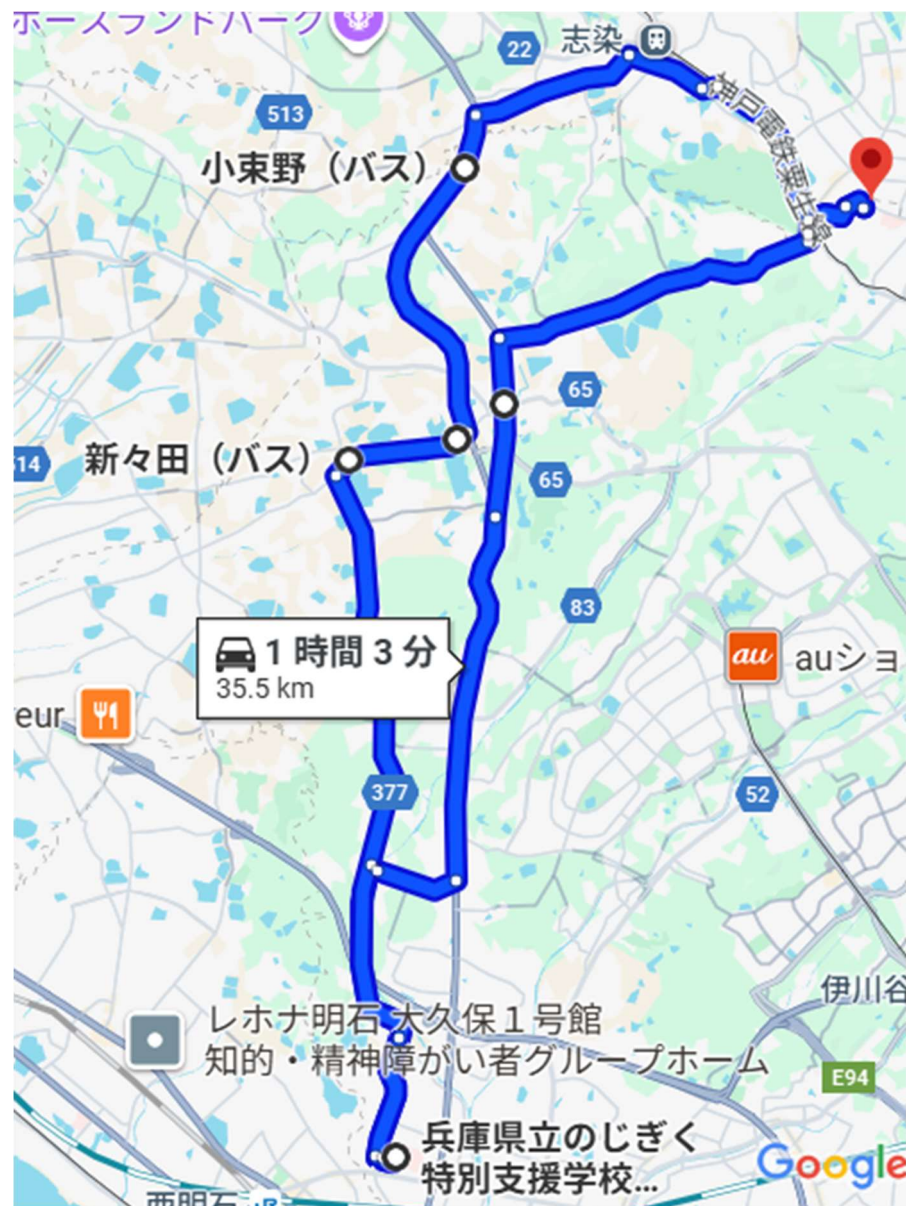 ホースランドパーク
22
志染
513
神戸電鉄粟生線
小束野（バス）
65
新々田（バス）
514
65
83
1 時間 3 分
35.5 km
au
auショ
eur
377
52
伊川谷
レホナ明石 大久保１号館
知的・精神障がい者グループホーム
E94
兵庫県立のじぎく
特別支援学校...
Google
西明石